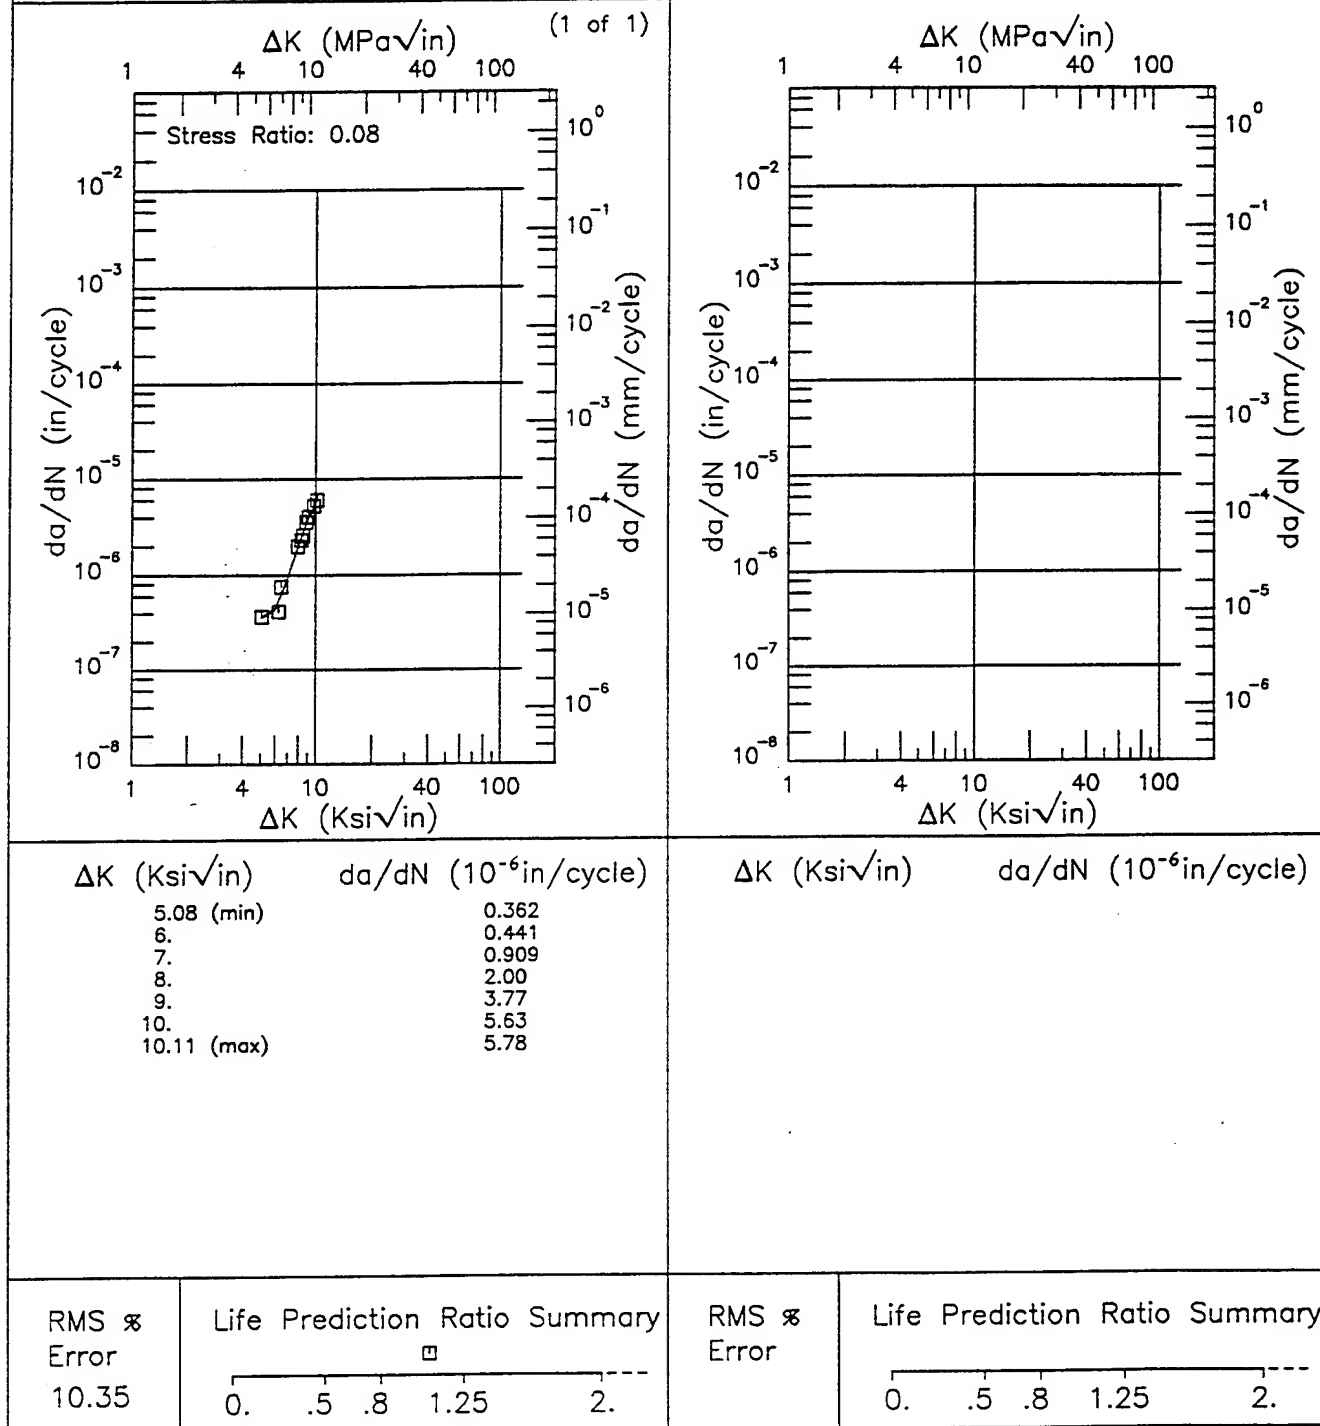 (1 of 1)
ΔK (MPa√in)
1 4 10 40 100
Stress Ratio: 0.08
da/dN (in/cycle)
10⁻²
10⁻³
10⁻⁴
10⁻⁵
10⁻⁶
10⁻⁷
10⁻⁸
10⁰
10⁻¹
10⁻²
10⁻³
10⁻⁴
10⁻⁵
10⁻⁶
da/dN (mm/cycle)
1 4 10 40 100
ΔK (Ksi√in)
ΔK (MPa√in)
1 4 10 40 100
da/dN (in/cycle)
10⁻²
10⁻³
10⁻⁴
10⁻⁵
10⁻⁶
10⁻⁷
10⁻⁸
10⁰
10⁻¹
10⁻²
10⁻³
10⁻⁴
10⁻⁵
10⁻⁶
da/dN (mm/cycle)
1 4 10 40 100
ΔK (Ksi√in)
ΔK (Ksi√in) da/dN (10⁻⁶in/cycle)
5.08 (min) 0.362
6. 0.441
7. 0.909
8. 2.00
9. 3.77
10. 5.63
10.11 (max) 5.78
ΔK (Ksi√in) da/dN (10⁻⁶in/cycle)
RMS %
Error
10.35
Life Prediction Ratio Summary
0. .5 .8 1.25 2.
RMS %
Error
Life Prediction Ratio Summary
0. .5 .8 1.25 2.